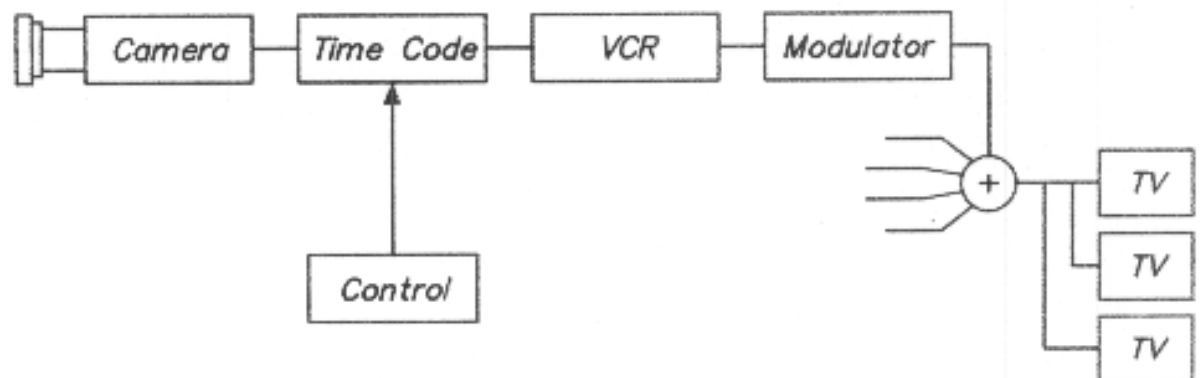 Camera
Time Code
VCR
Modulator
+
TV
TV
Control
TV